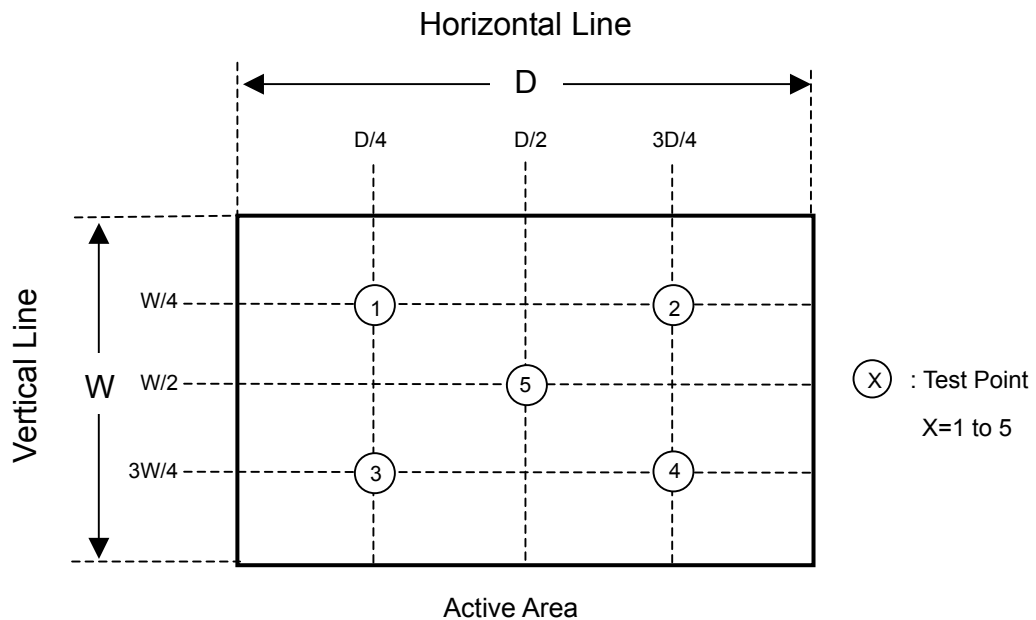 Horizontal Line
D
D/4 D/2 3D/4
Vertical Line
W
W/4
1 2
W/2
5
X : Test Point
X=1 to 5
3W/4
3 4
Active Area